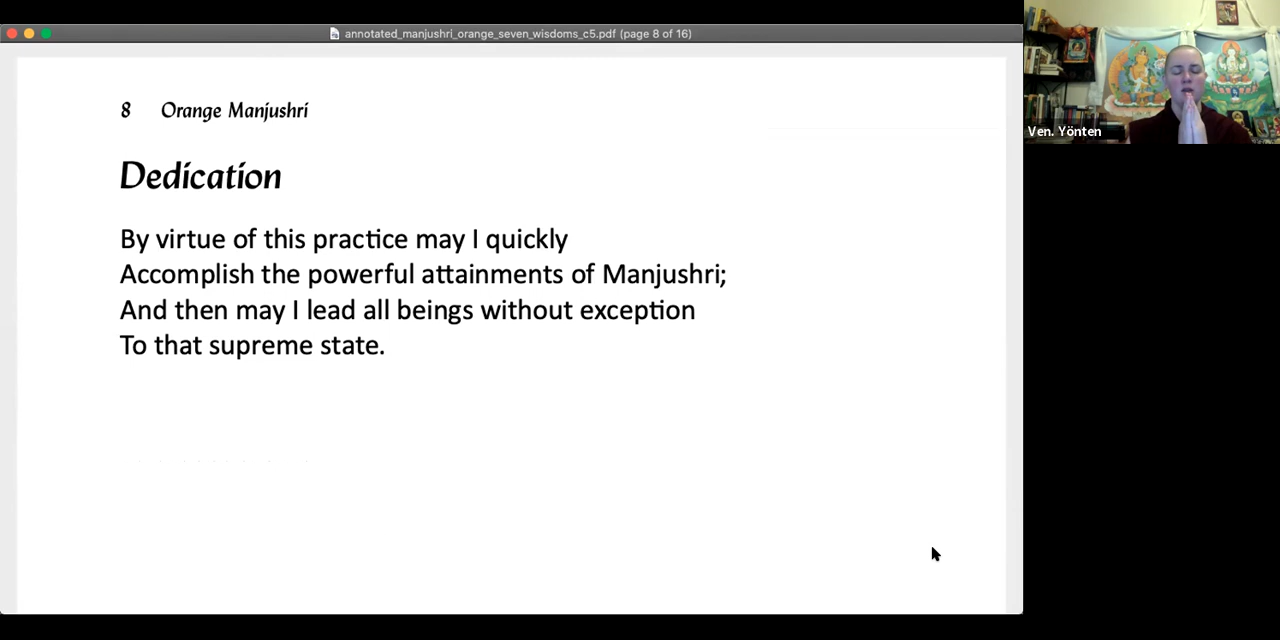 annotated_manjushri_orange_seven_wisdoms_c5.pdf (page 8 of 16)
8 Orange Manjushri
Dedication
By virtue of this practice may I quickly
Accomplish the powerful attainments of Manjushri;
And then may I lead all beings without exception
To that supreme state.
Ven. Yönten